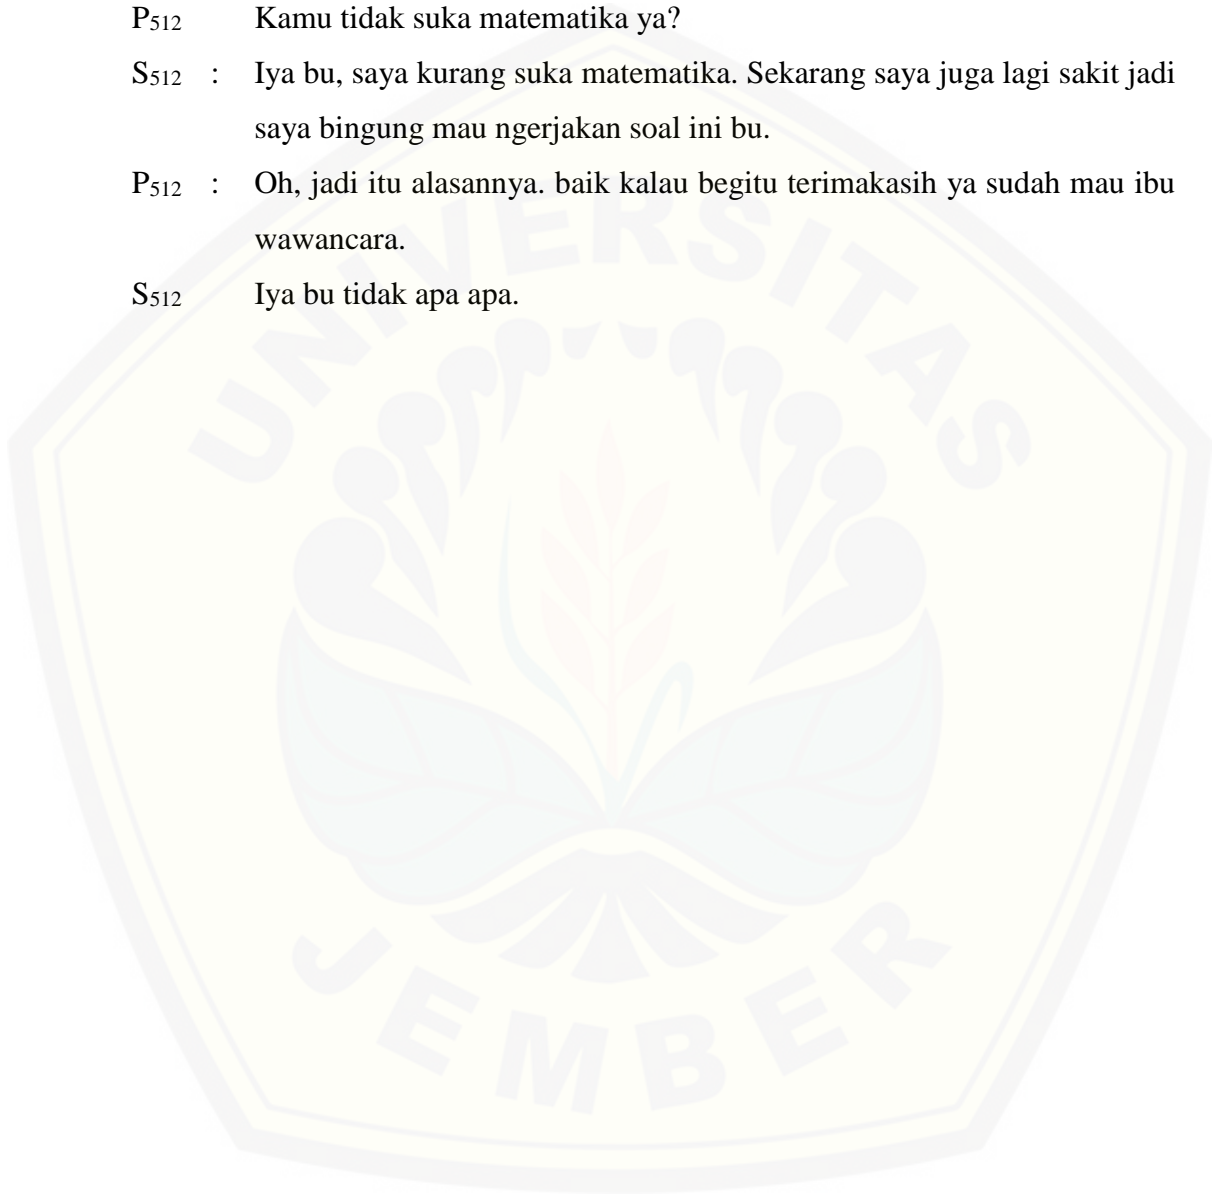 P512 Kamu tidak suka matematika ya?
S512 : Iya bu, saya kurang suka matematika. Sekarang saya juga lagi sakit jadi
saya bingung mau ngerjakan soal ini bu.
P512 : Oh, jadi itu alasannya. baik kalau begitu terimakasih ya sudah mau ibu
wawancara.
S512 Iya bu tidak apa apa.
UNIVERSITAS
JEMBER